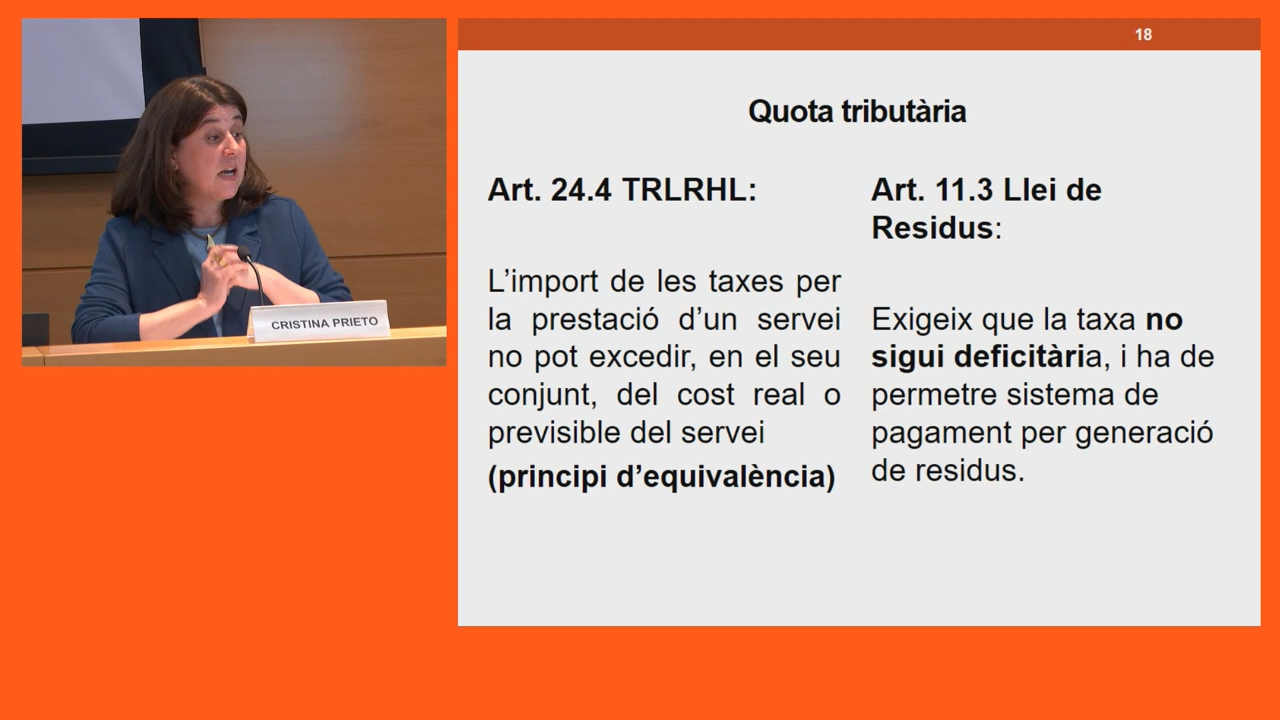 CRISTINA PRIETO
18
Quota tributària
Art. 24.4 TRLRHL:
L’import de les taxes per
la prestació d’un servei
no pot excedir, en el seu
conjunt, del cost real o
previsible del servei
(principi d’equivalència)
Art. 11.3 Llei de
Residus:
Exigeix que la taxa no
sigui deficitària, i ha de
permetre sistema de
pagament per generació
de residus.